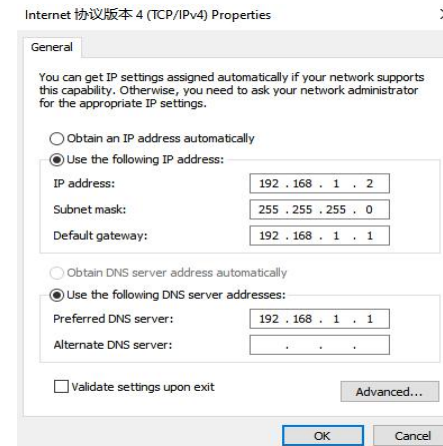 Internet 协议版本 4 (TCP/IPv4) Properties
General
You can get IP settings assigned automatically if your network supports
this capability. Otherwise, you need to ask your network administrator
for the appropriate IP settings.
Obtain an IP address automatically
Use the following IP address:
IP address: 192 . 168 . 1 . 2
Subnet mask: 255 . 255 . 255 . 0
Default gateway: 192 . 168 . 1 . 1
Obtain DNS server address automatically
Use the following DNS server addresses:
Preferred DNS server: 192 . 168 . 1 . 1
Alternate DNS server: . . .
Validate settings upon exit
Advanced...
OK Cancel